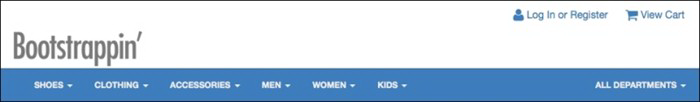 Log In or Register View Cart
Bootstrappin'
SHOES CLOTHING ACCESSORIES MEN WOMEN KIDS ALL DEPARTMENTS